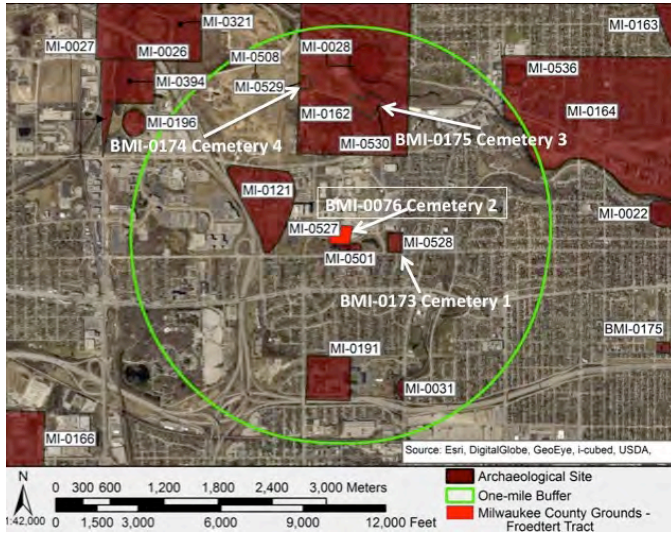 MI-0321
MI-0163
MI-0027
MI-0026
MI-0028
MI-0508
MI-0394
MI-0536
MI-0529
MI-0164
MI-0196
MI-0162
BMI-0175 Cemetery 3
BMI-0174 Cemetery 4
MI-0530
MI-0121
BMI-0076 Cemetery 2
MI-0022
MI-0527
MI-0528
MI-0501
BMI-0173 Cemetery 1
BMI-0175
MI-0191
MI-0031
MI-0166
Source: Esri, DigitalGlobe, GeoEye, i-cubed, USDA,
N
1:42,000
0 300 600 1,200 1,800 2,400 3,000 Meters
0 1,500 3,000 6,000 9,000 12,000 Feet
Archaeological Site
One-mile Buffer
Milwaukee County Grounds -
Froedtert Tract